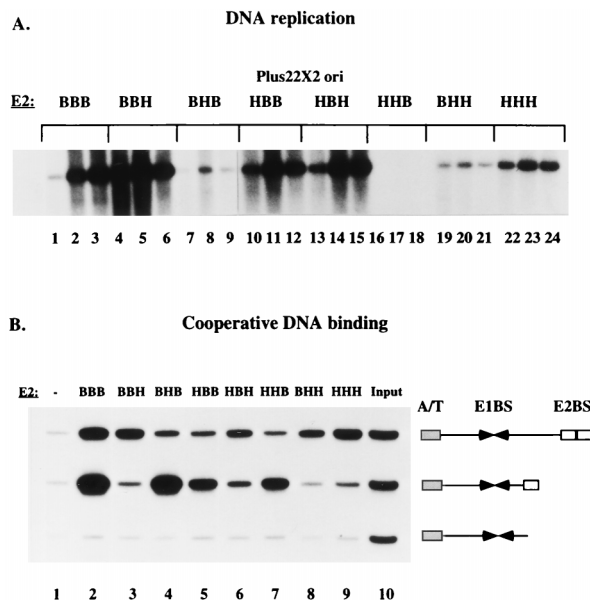 A.
DNA replication
Plus22X2 ori
E2: BBB BBH BHB HBB HBH HHB BHH HHH
1 2 3 4 5 6 7 8 9 10 11 12 13 14 15 16 17 18 19 20 21 22 23 24
B.
Cooperative DNA binding
E2: - BBB BBH BHB HBB HBH HHB BHH HHH Input
A/T E1BS E2BS
1 2 3 4 5 6 7 8 9 10